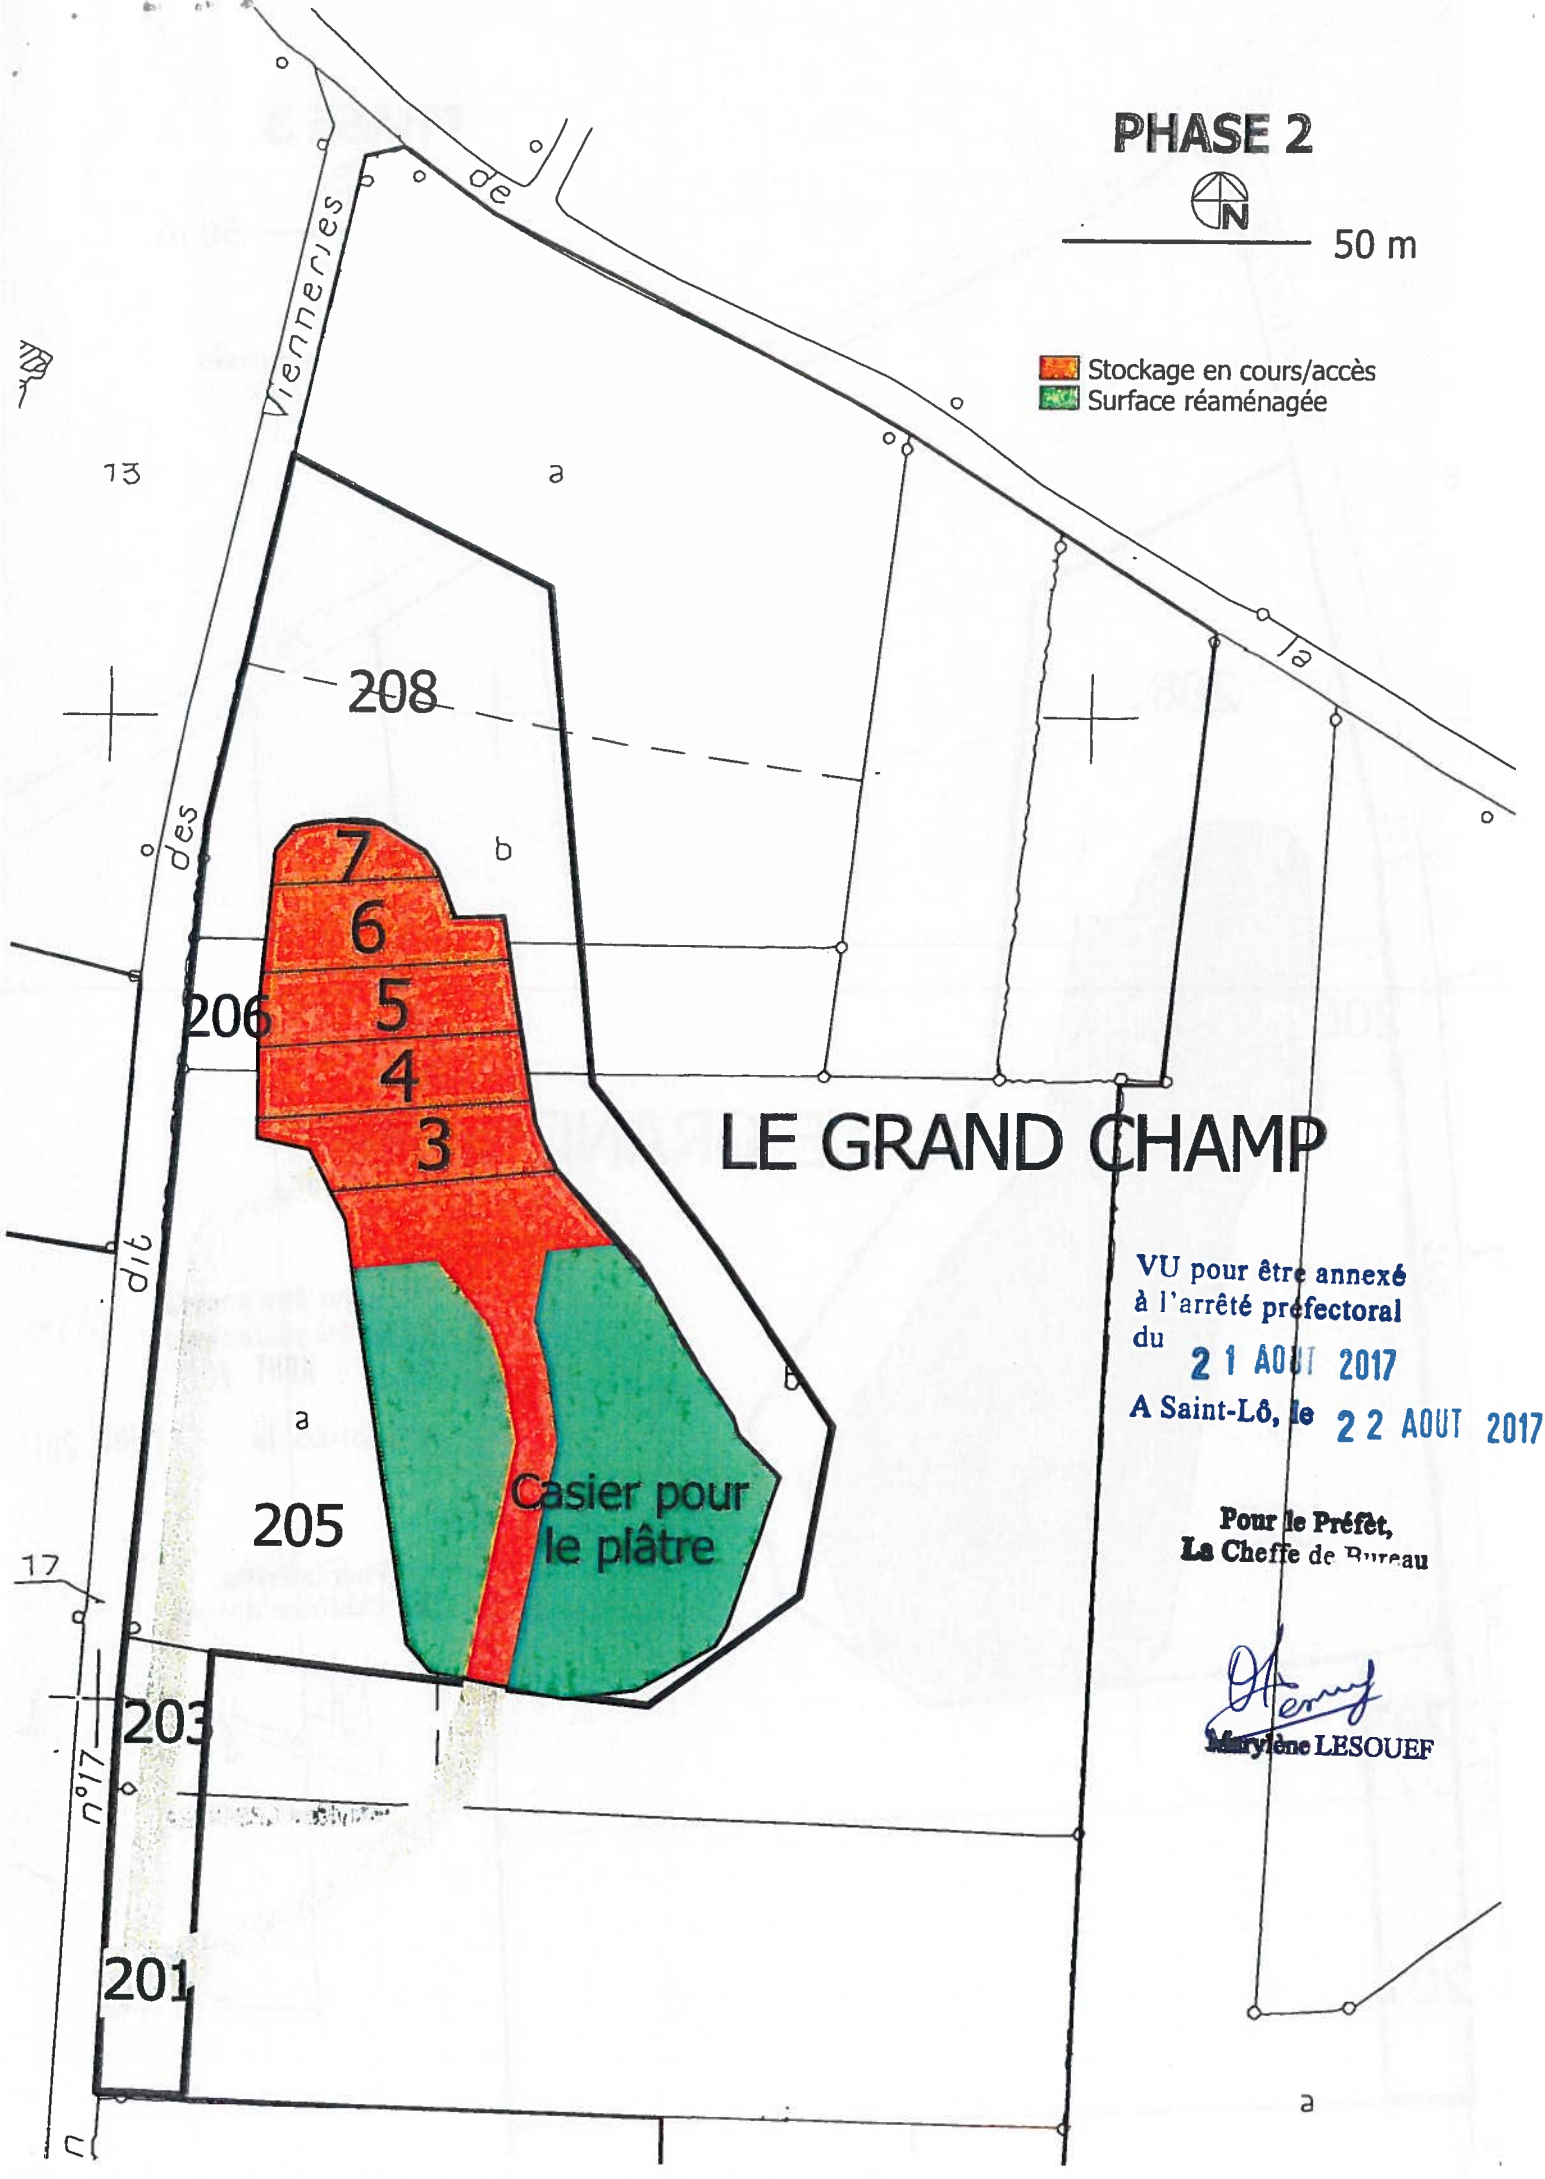 PHASE 2
N
50 m
Stockage en cours/accès
Surface réaménagée
de
Vienneries
13
a
la
208
des
b
7
6
206
5
4
3
LE GRAND CHAMP
dit
VU pour être annexé
à l'arrêté préfectoral
du 21 AOUT 2017
A Saint-Lô, le 22 AOUT 2017
a
Casier pour
le plâtre
205
Pour le Préfet,
La Cheffe de Bureau
17
203
Marylène LESOUEF
n°17
201
a
n